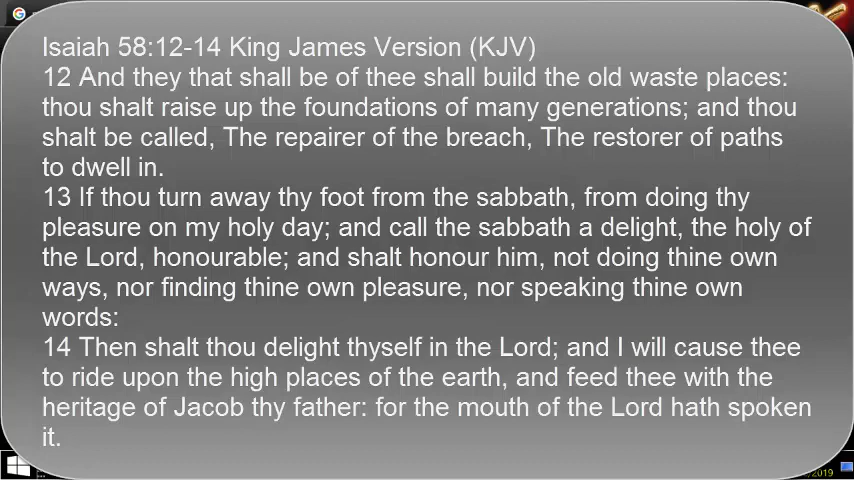 Isaiah 58:12-14 King James Version (KJV)
12 And they that shall be of thee shall build the old waste places:
thou shalt raise up the foundations of many generations; and thou
shalt be called, The repairer of the breach, The restorer of paths
to dwell in.
13 If thou turn away thy foot from the sabbath, from doing thy
pleasure on my holy day; and call the sabbath a delight, the holy of
the Lord, honourable; and shalt honour him, not doing thine own
ways, nor finding thine own pleasure, nor speaking thine own
words:
14 Then shalt thou delight thyself in the Lord; and I will cause thee
to ride upon the high places of the earth, and feed thee with the
heritage of Jacob thy father: for the mouth of the Lord hath spoken
it.